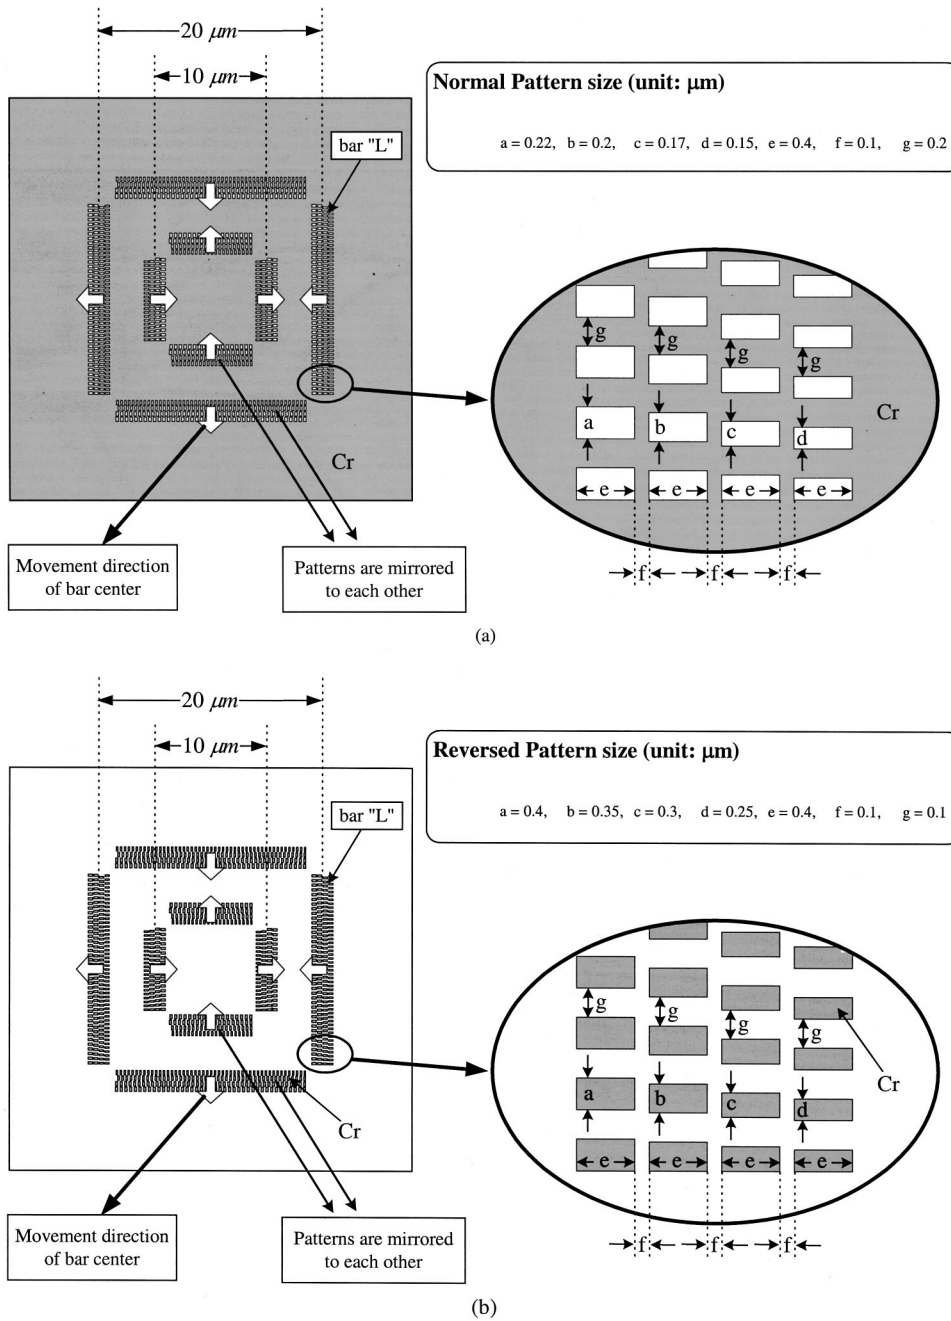 20 μm
10 μm
Normal Pattern size (unit: μm)
a = 0.22, b = 0.2, c = 0.17, d = 0.15, e = 0.4, f = 0.1, g = 0.2
bar "L"
g
g
g
g
a
b
c
d
Cr
e
e
e
e
Cr
f
f
f
Movement direction
of bar center
Patterns are mirrored
to each other
(a)
20 μm
10 μm
Reversed Pattern size (unit: μm)
a = 0.4, b = 0.35, c = 0.3, d = 0.25, e = 0.4, f = 0.1, g = 0.1
bar "L"
g
g
g
g
a
b
c
d
Cr
e
e
e
e
Cr
f
f
f
Movement direction
of bar center
Patterns are mirrored
to each other
(b)